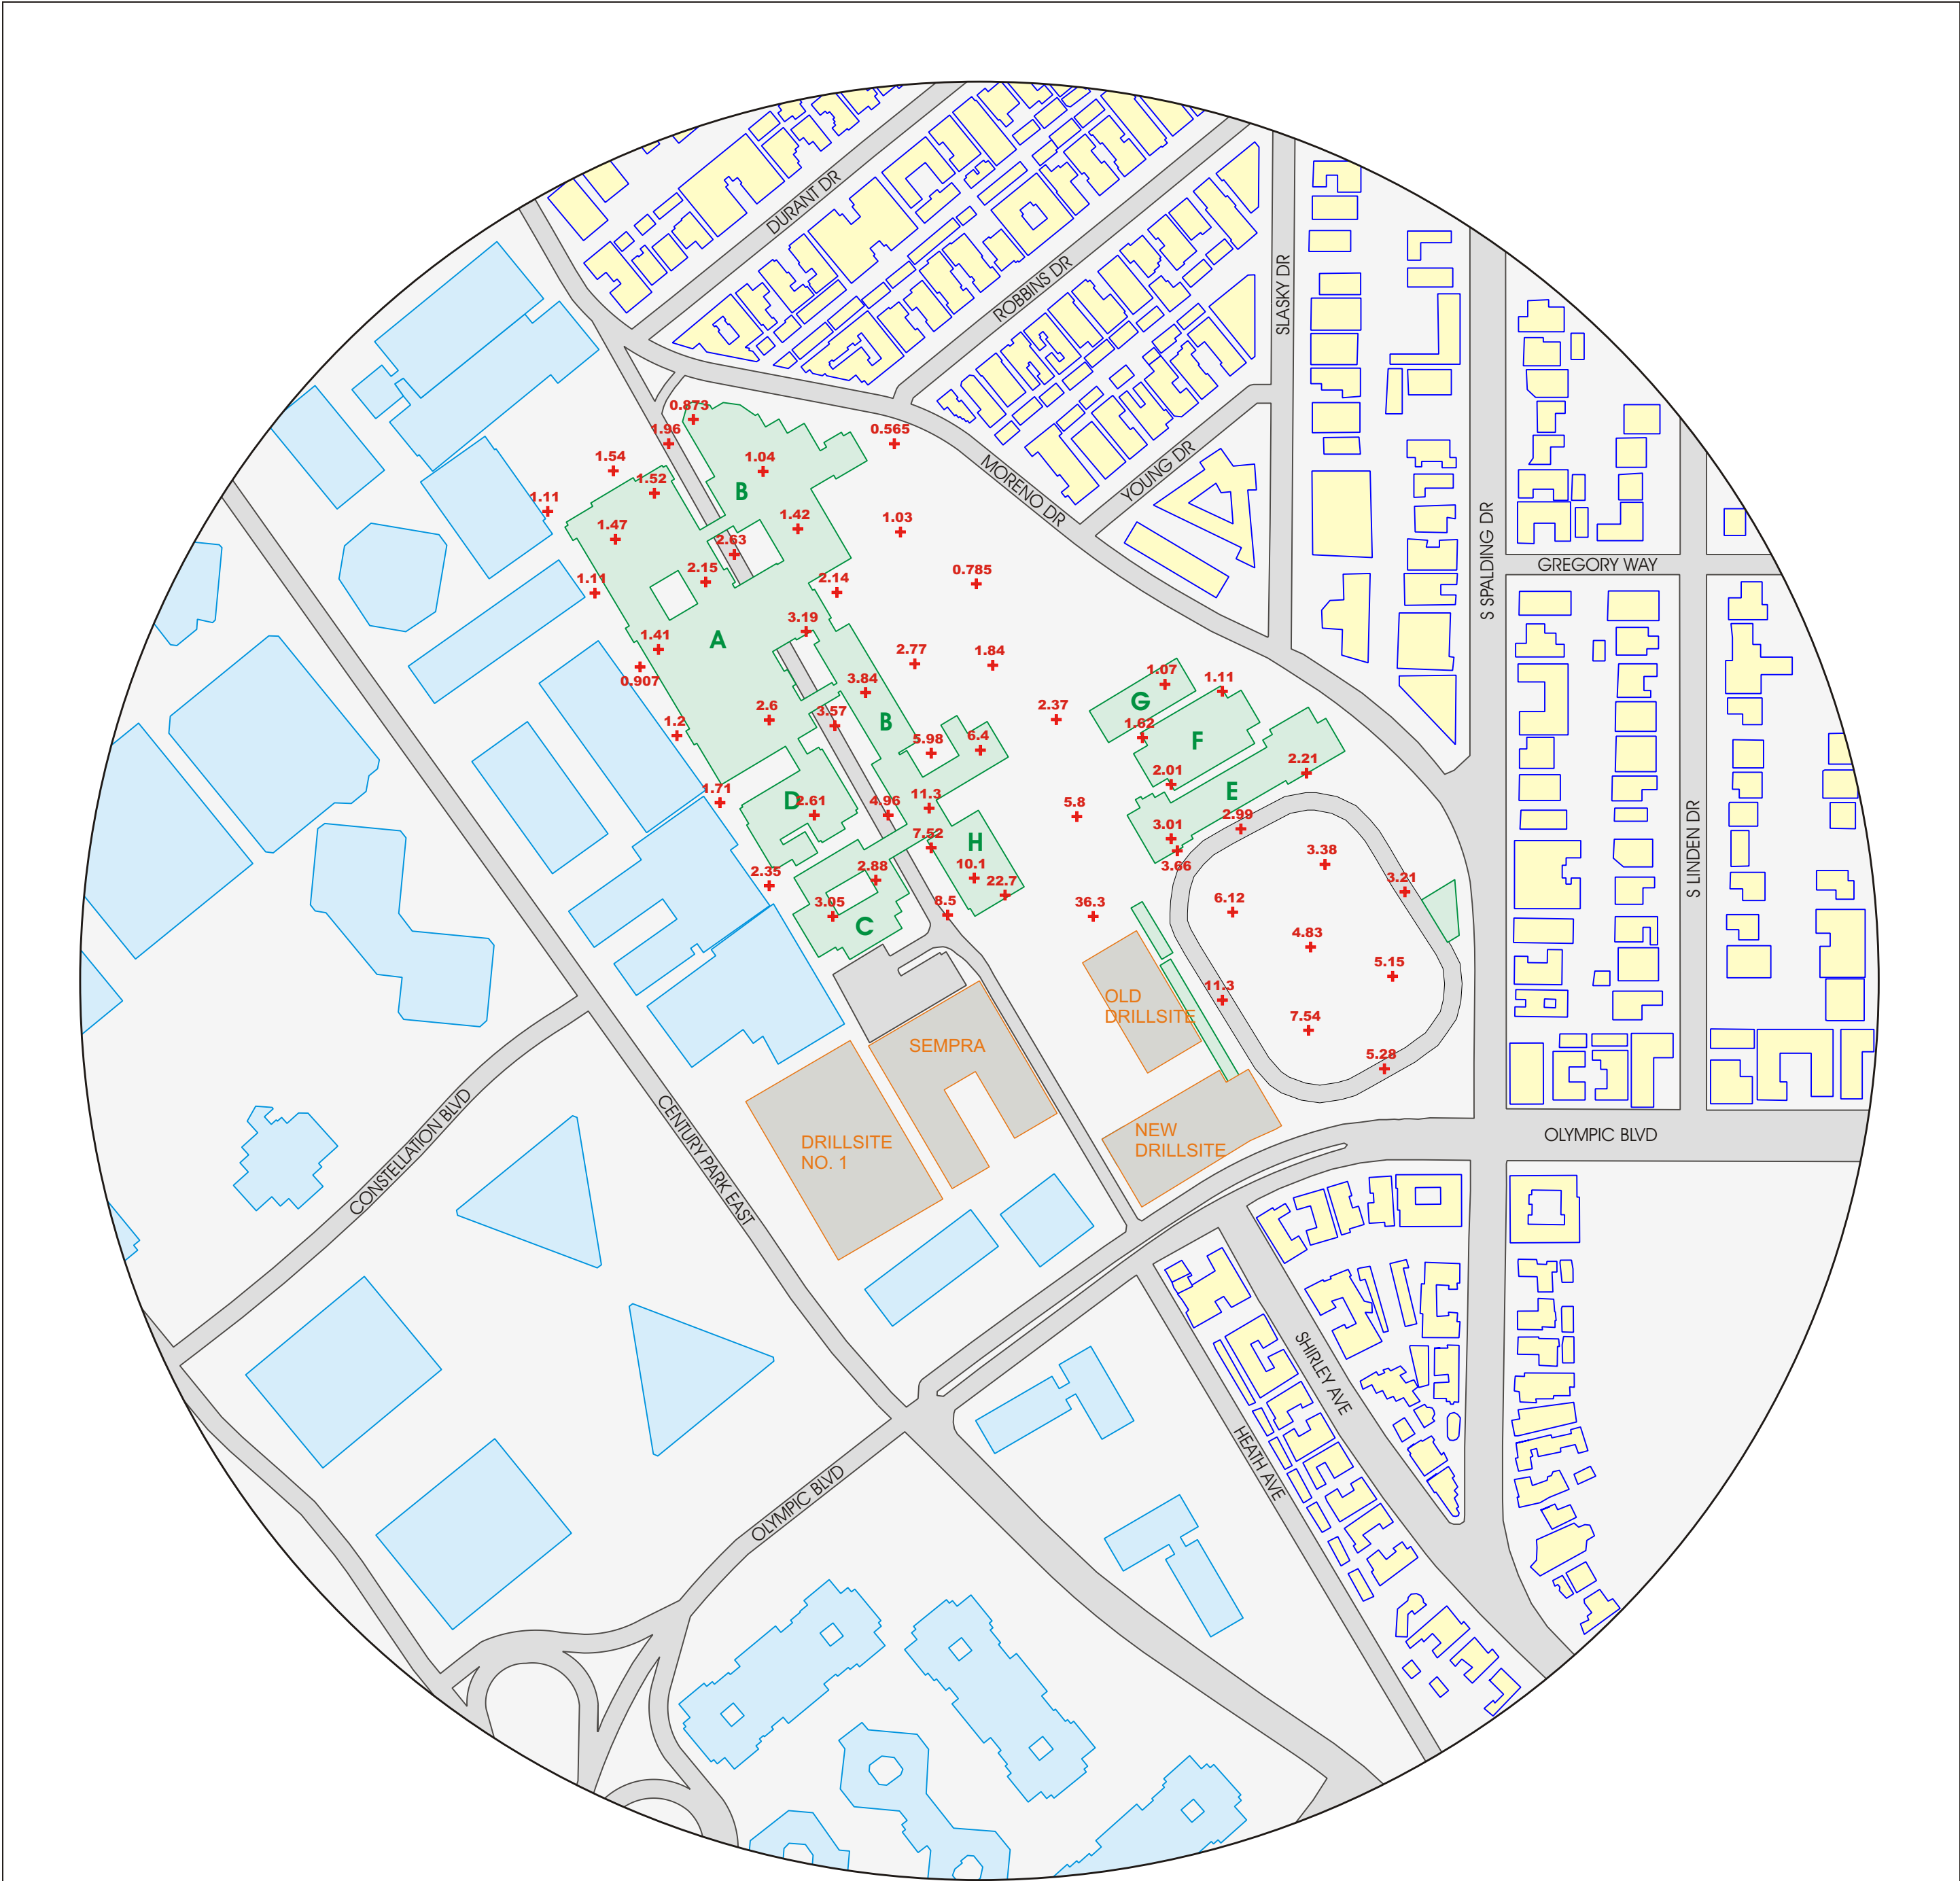 DURANT DR
ROBBINS DR
SLASKY DR
0.873
1.96
0.565
1.54
1.04
1.52
B
YOUNG DR
MORENO DR
1.11
1.47
1.42
1.03
S SPALDING DR
2.63
GREGORY WAY
2.15
1.11
2.14
0.785
3.19
1.41
A
2.77
1.84
0.907
1.07
1.11
G
2.37
3.84
2.6
3.57
B
1.2
1.62
F
5.98
6.4
2.01
2.21
E
1.71
D
2.61
4.96
11.3
5.8
2.99
S LINDEN DR
7.52
H
3.01
3.66
3.38
2.35
2.88
10.1
22.7
3.21
3.05
8.5
36.3
6.12
C
4.83
5.15
11.3
OLD
DRILLSITE
7.54
SEMPRA
5.28
CONSTELLATION BLVD
CENTURY PARK EAST
DRILLSITE
NO. 1
NEW
DRILLSITE
OLYMPIC BLVD
SHIRLEY AVE
HEATH AVE
OLYMPIC BLVD